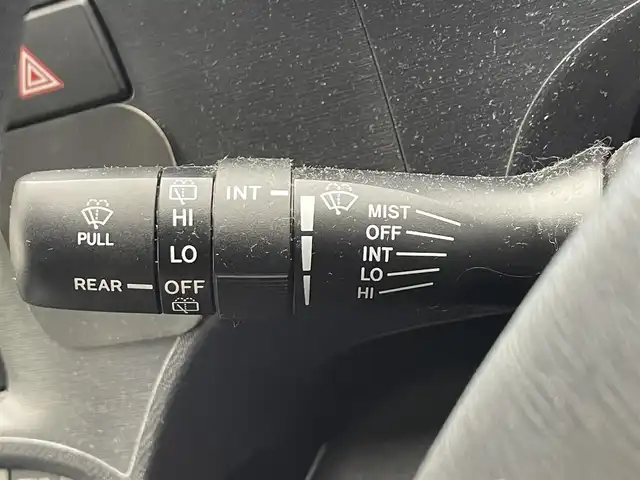 PULL
REAR
HI
LO
OFF
INT
MIST
OFF
INT
LO
HI